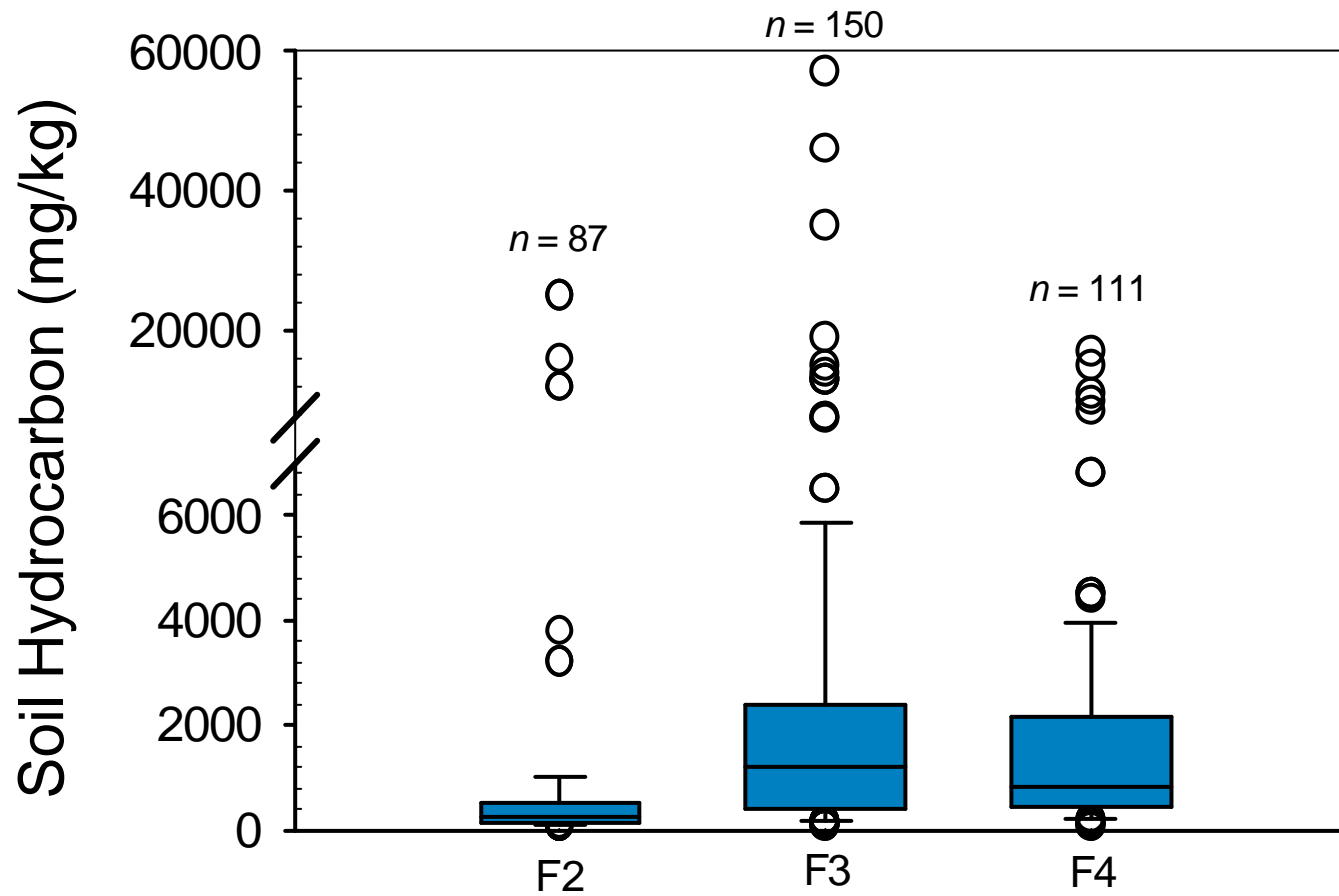 n = 150
60000
40000
n = 87
n = 111
20000
Soil Hydrocarbon (mg/kg)
6000
4000
2000
0
F2
F3
F4